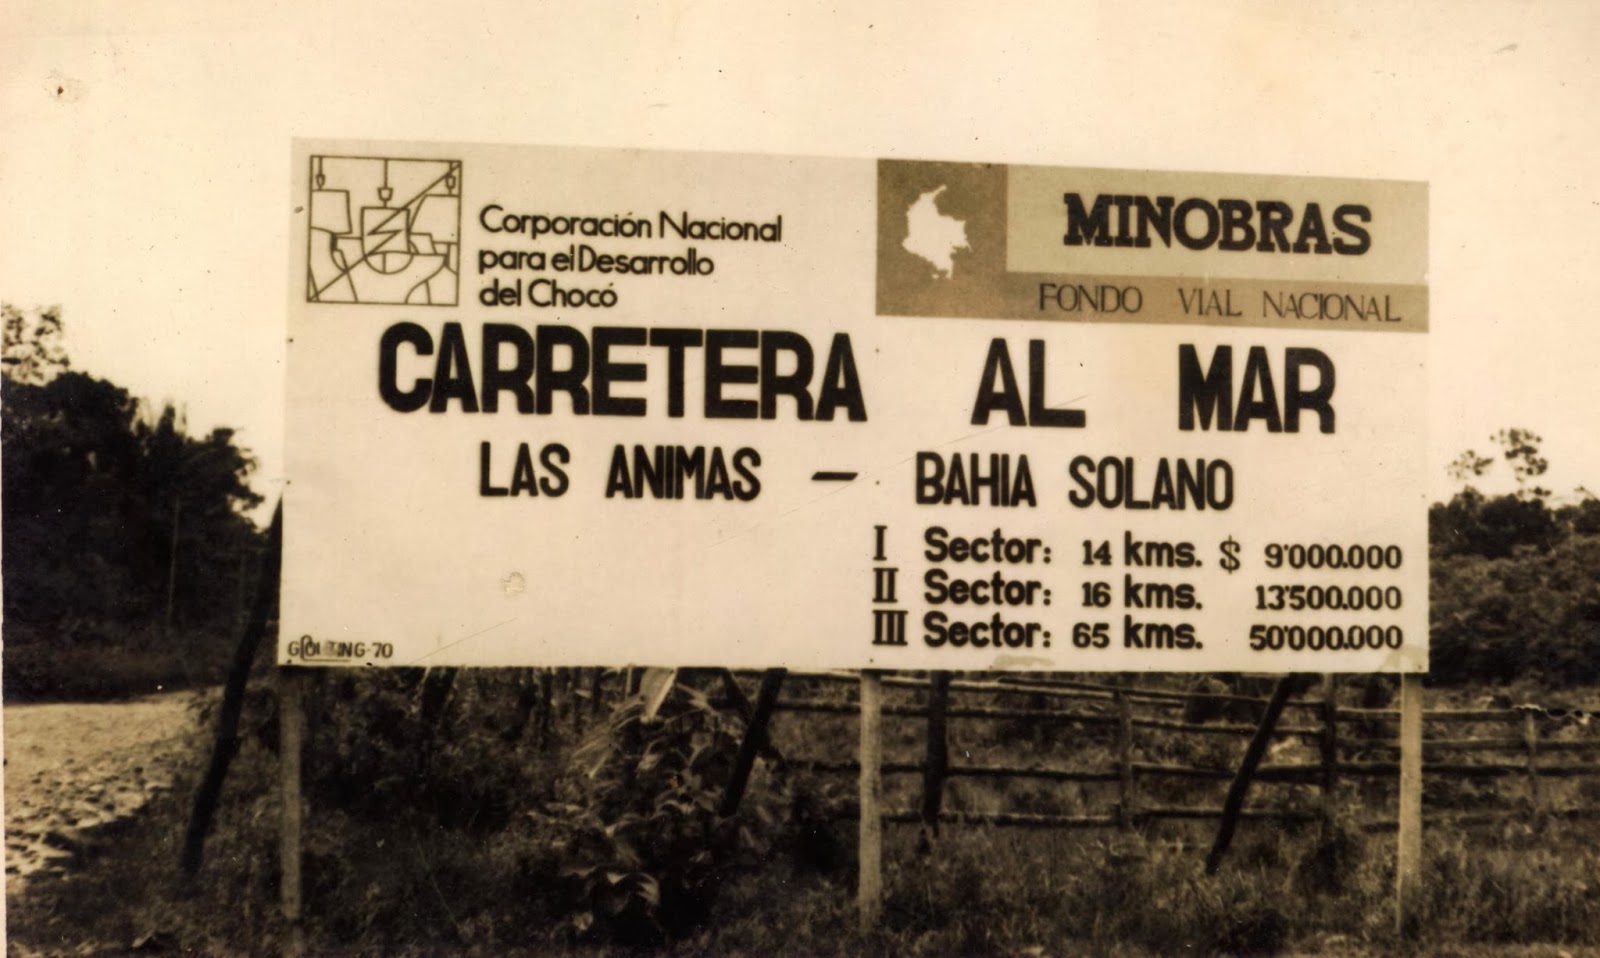 Corporación Nacional
para el Desarrollo
del Chocó
MINOBRAS
FONDO VIAL NACIONAL
CARRETERA AL MAR
LAS ANIMAS – BAHIA SOLANO
I Sector: 14 kms. $ 9'000.000
II Sector: 16 kms. 13'500.000
III Sector: 65 kms. 50'000.000